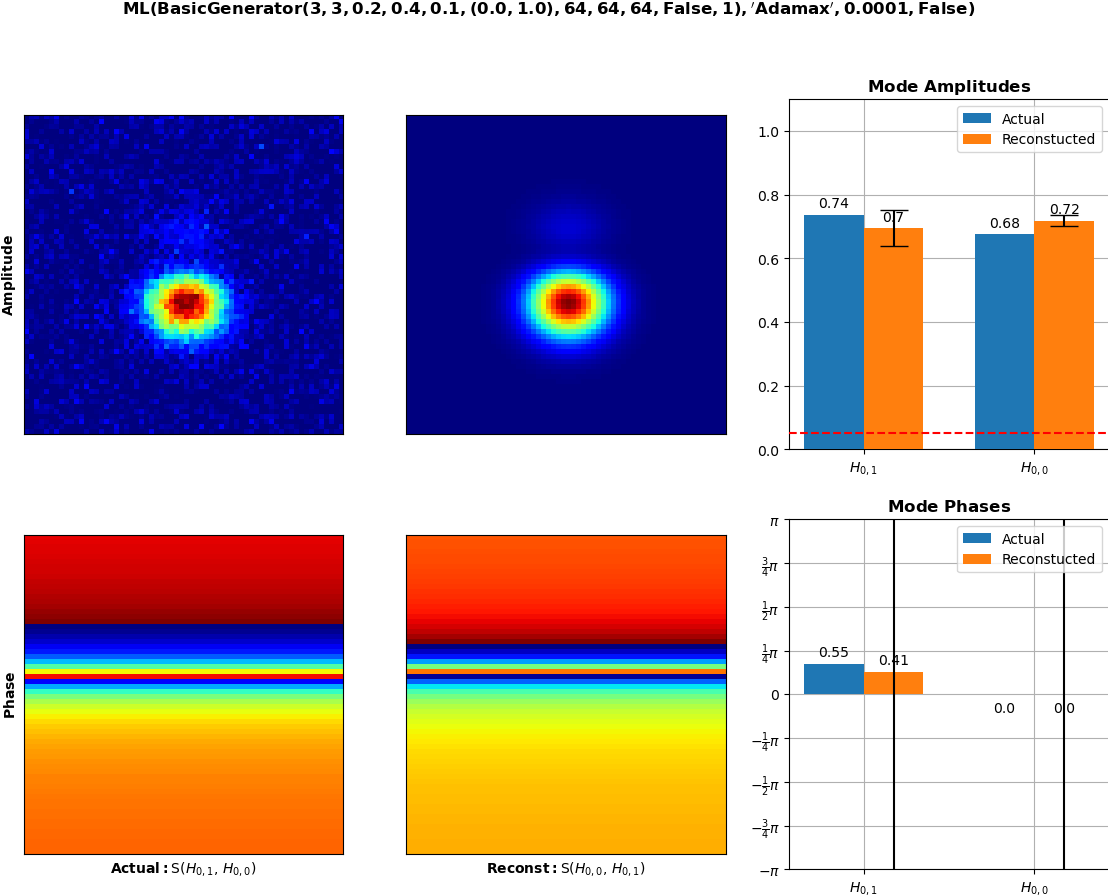 ML(BasicGenerator(3, 3, 0.2, 0.4, 0.1, (0.0, 1.0), 64, 64, 64, False, 1), 'Adamax', 0.0001, False)
Amplitude
Mode Amplitudes
Actual
Reconstucted
1.0
0.8
0.6
0.4
0.2
0.0
0.74
0.7
0.68
0.72
H0,1
H0,0
Phase
Actual: S(H0,1, H0,0)
Reconst: S(H0,0, H0,1)
Mode Phases
Actual
Reconstucted
π
3/4π
1/2π
1/4π
0
−1/4π
−1/2π
−3/4π
−π
0.55
0.41
0.0
0.0
H0,1
H0,0